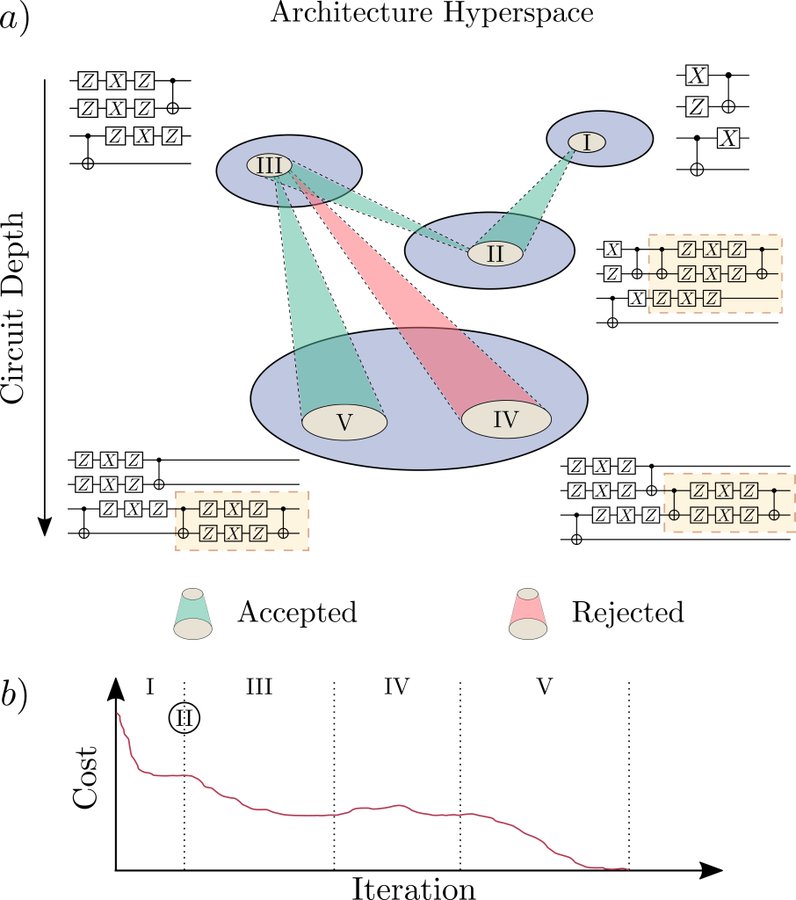 a)
Architecture Hyperspace
Circuit Depth
Z X Z
Z X Z
Z X Z
X
Z
X
I
III
II
X Z X Z
Z Z X Z
X Z X Z
V
IV
Z X Z
Z X Z
Z X Z Z X Z
Z X Z
Z X Z
Z X Z Z X Z
Z X Z Z X Z
Accepted
Rejected
b)
I
III
IV
V
II
Cost
Iteration